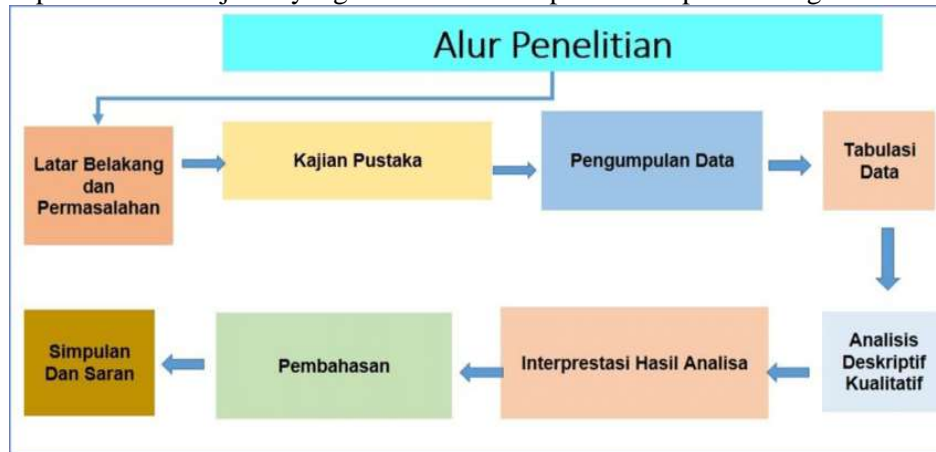 Alur Penelitian
Latar Belakang
dan
Permasalahan
Kajian Pustaka
Pengumpulan Data
Tabulasi
Data
Analisis
Deskriptif
Kualitatif
Interprestasi Hasil Analisa
Pembahasan
Simpulan
Dan Saran